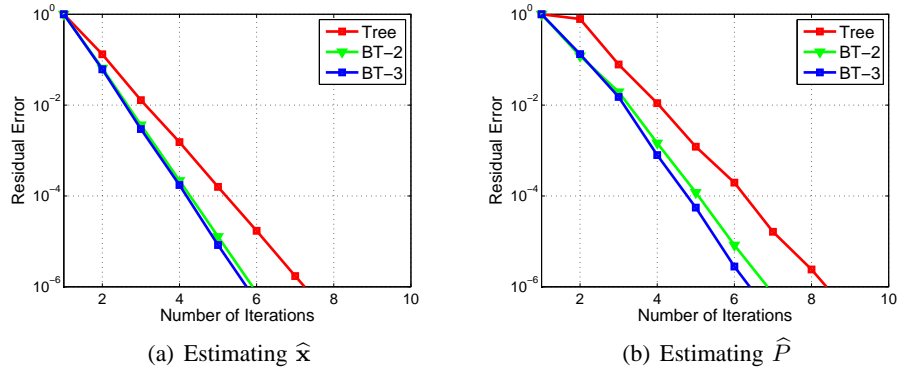 10^0
10^−2
10^−4
10^−6
Residual Error
2 4 6 8 10
Number of Iterations
Tree
BT−2
BT−3
(a) Estimating x̂
10^0
10^−2
10^−4
10^−6
Residual Error
2 4 6 8 10
Number of Iterations
Tree
BT−2
BT−3
(b) Estimating P̂